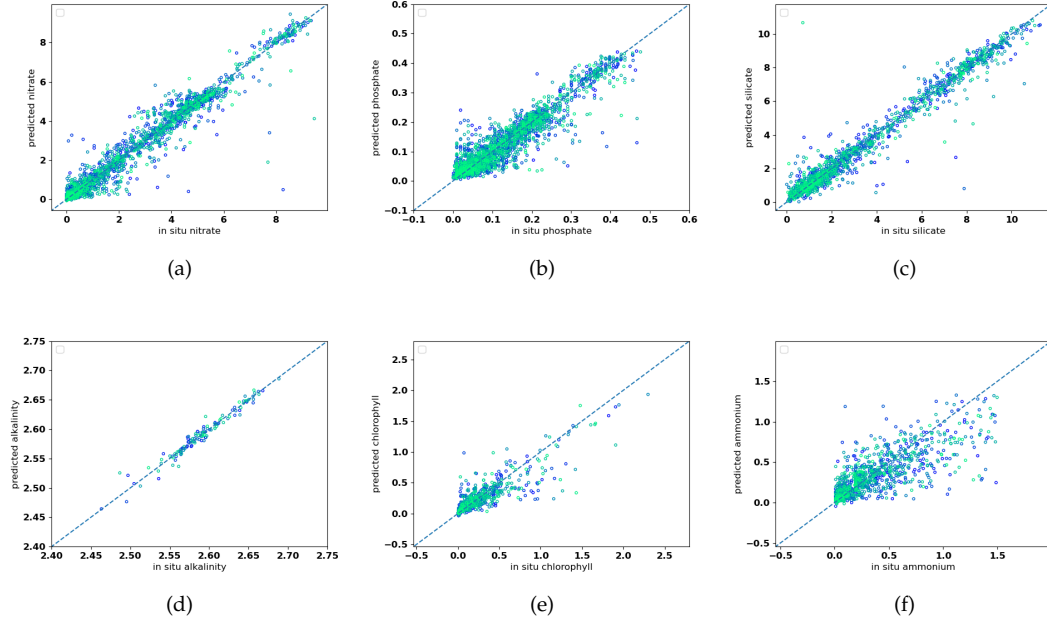 8
6
4
2
0
predicted nitrate
0 2 4 6 8
in situ nitrate
(a)
0.6
0.5
0.4
0.3
0.2
0.1
0.0
−0.1
predicted phosphate
−0.1 0.0 0.1 0.2 0.3 0.4 0.5 0.6
in situ phosphate
(b)
10
8
6
4
2
0
predicted silicate
0 2 4 6 8 10
in situ silicate
(c)
2.75
2.70
2.65
2.60
2.55
2.50
2.45
2.40
predicted alkalinity
2.40 2.45 2.50 2.55 2.60 2.65 2.70 2.75
in situ alkalinity
(d)
2.5
2.0
1.5
1.0
0.5
0.0
−0.5
predicted chlorophyll
−0.5 0.0 0.5 1.0 1.5 2.0 2.5
in situ chlorophyll
(e)
1.5
1.0
0.5
0.0
−0.5
predicted ammonium
−0.5 0.0 0.5 1.0 1.5
in situ ammonium
(f)